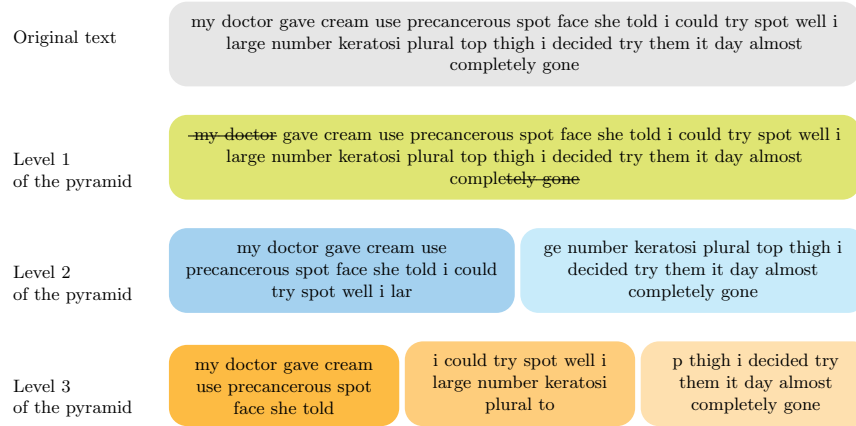 Original text
my doctor gave cream use precancerous spot face she told i could try spot well i
large number keratosi plural top thigh i decided try them it day almost
completely gone
Level 1
of the pyramid
my doctor gave cream use precancerous spot face she told i could try spot well i
large number keratosi plural top thigh i decided try them it day almost
completely gone
Level 2
of the pyramid
my doctor gave cream use
precancerous spot face she told i could
try spot well i lar
ge number keratosi plural top thigh i
decided try them it day almost
completely gone
Level 3
of the pyramid
my doctor gave cream
use precancerous spot
face she told
i could try spot well i
large number keratosi
plural to
p thigh i decided try
them it day almost
completely gone